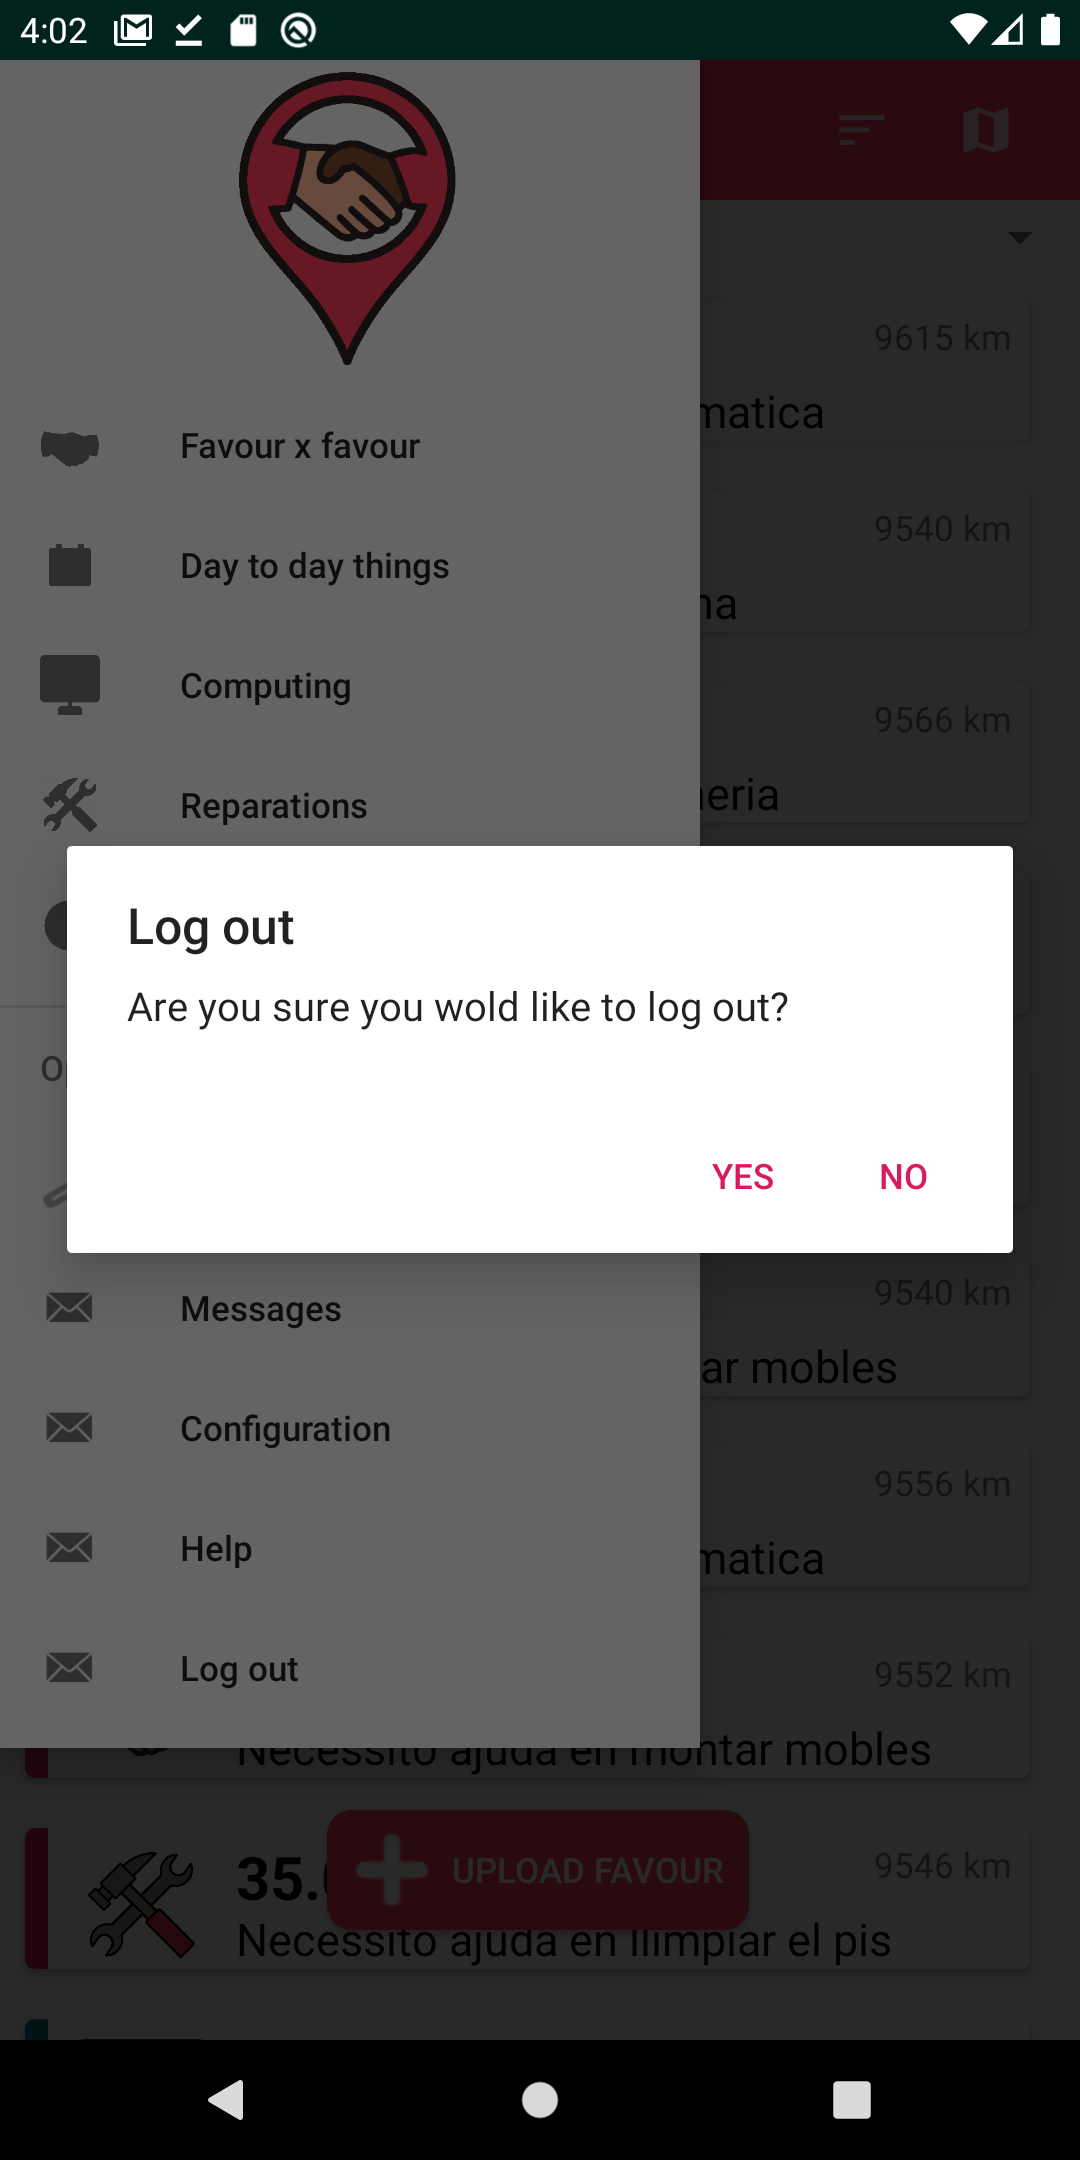 4:02
9615 km
matica
Favour x favour
9540 km
Day to day things
na
Computing
9566 km
neria
Reparations
Log out
Are you sure you wold like to log out?
YES NO
9540 km
Messages
ar mobles
Configuration
9556 km
Help
matica
Log out
9552 km
Necessito ajuda en montar mobles
35.
9546 km
UPLOAD FAVOUR
Necessito ajuda en llimpiar el pis